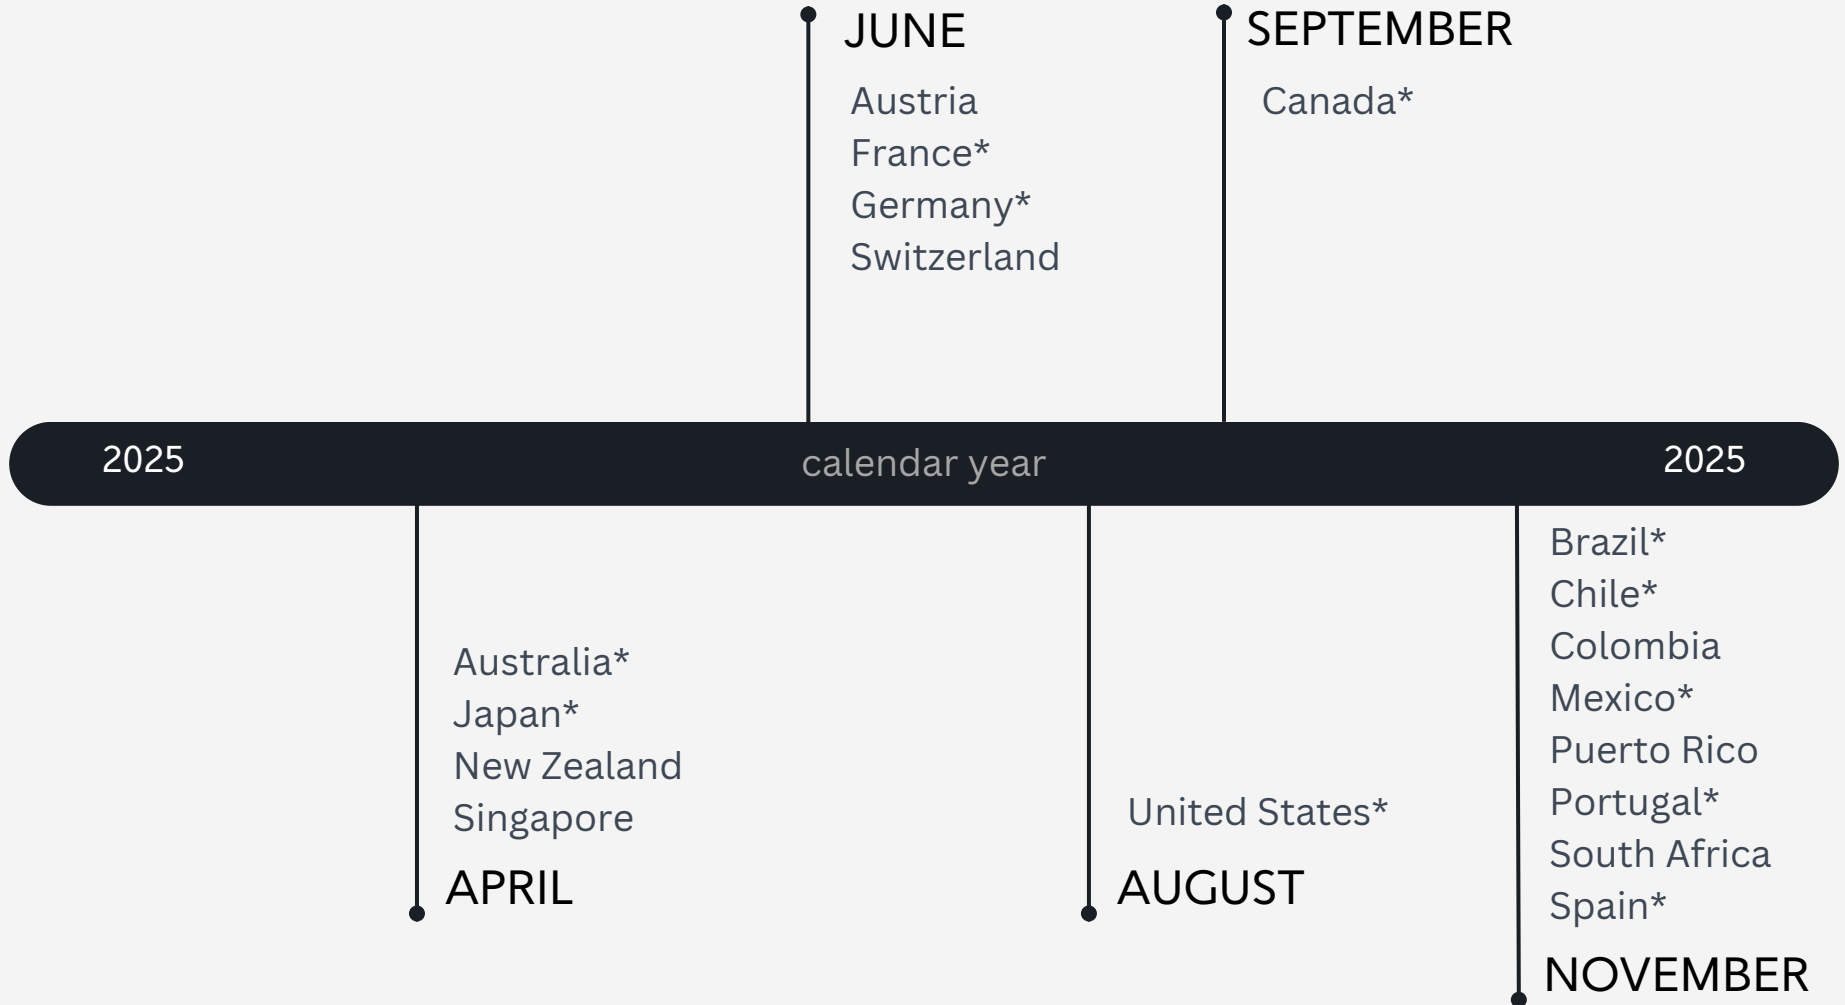 JUNE
Austria
France*
Germany*
Switzerland
SEPTEMBER
Canada*
2025
calendar year
2025
Australia*
Japan*
New Zealand
Singapore
APRIL
United States*
AUGUST
Brazil*
Chile*
Colombia
Mexico*
Puerto Rico
Portugal*
South Africa
Spain*
NOVEMBER